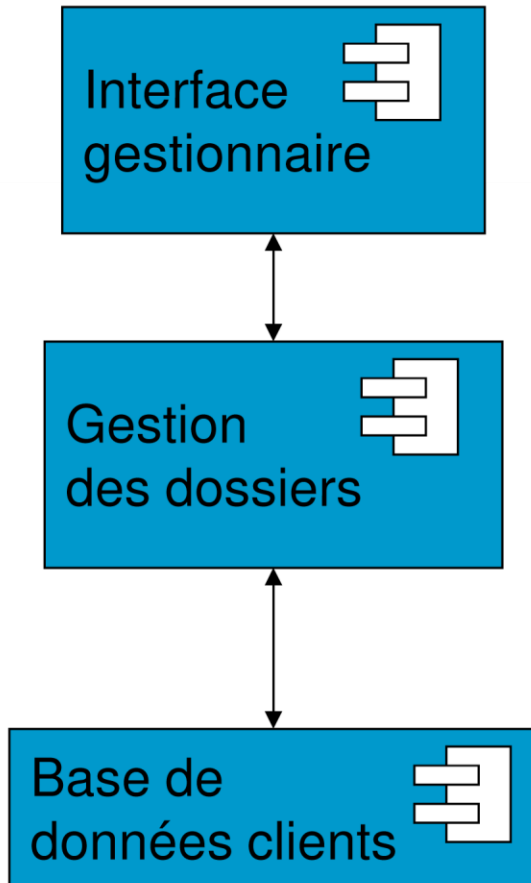 Interface
gestionnaire
Gestion
des dossiers
Base de
données clients